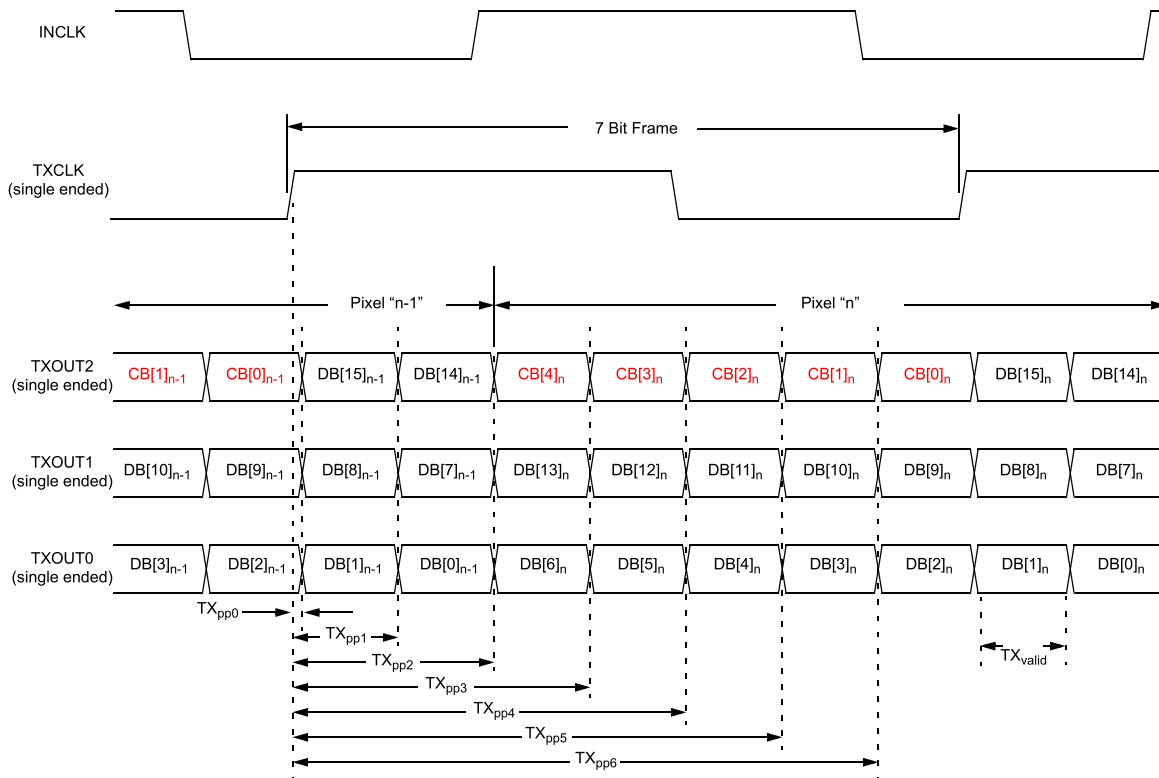 INCLK
7 Bit Frame
TXCLK
(single ended)
Pixel “n-1” Pixel “n”
TXOUT2
(single ended)
CB[1]n-1 CB[0]n-1 DB[15]n-1 DB[14]n-1 CB[4]n CB[3]n CB[2]n CB[1]n CB[0]n DB[15]n DB[14]n
TXOUT1
(single ended)
DB[10]n-1 DB[9]n-1 DB[8]n-1 DB[7]n-1 DB[13]n DB[12]n DB[11]n DB[10]n DB[9]n DB[8]n DB[7]n
TXOUT0
(single ended)
DB[3]n-1 DB[2]n-1 DB[1]n-1 DB[0]n-1 DB[6]n DB[5]n DB[4]n DB[3]n DB[2]n DB[1]n DB[0]n
TXpp0
TXpp1
TXpp2
TXvalid
TXpp3
TXpp4
TXpp5
TXpp6